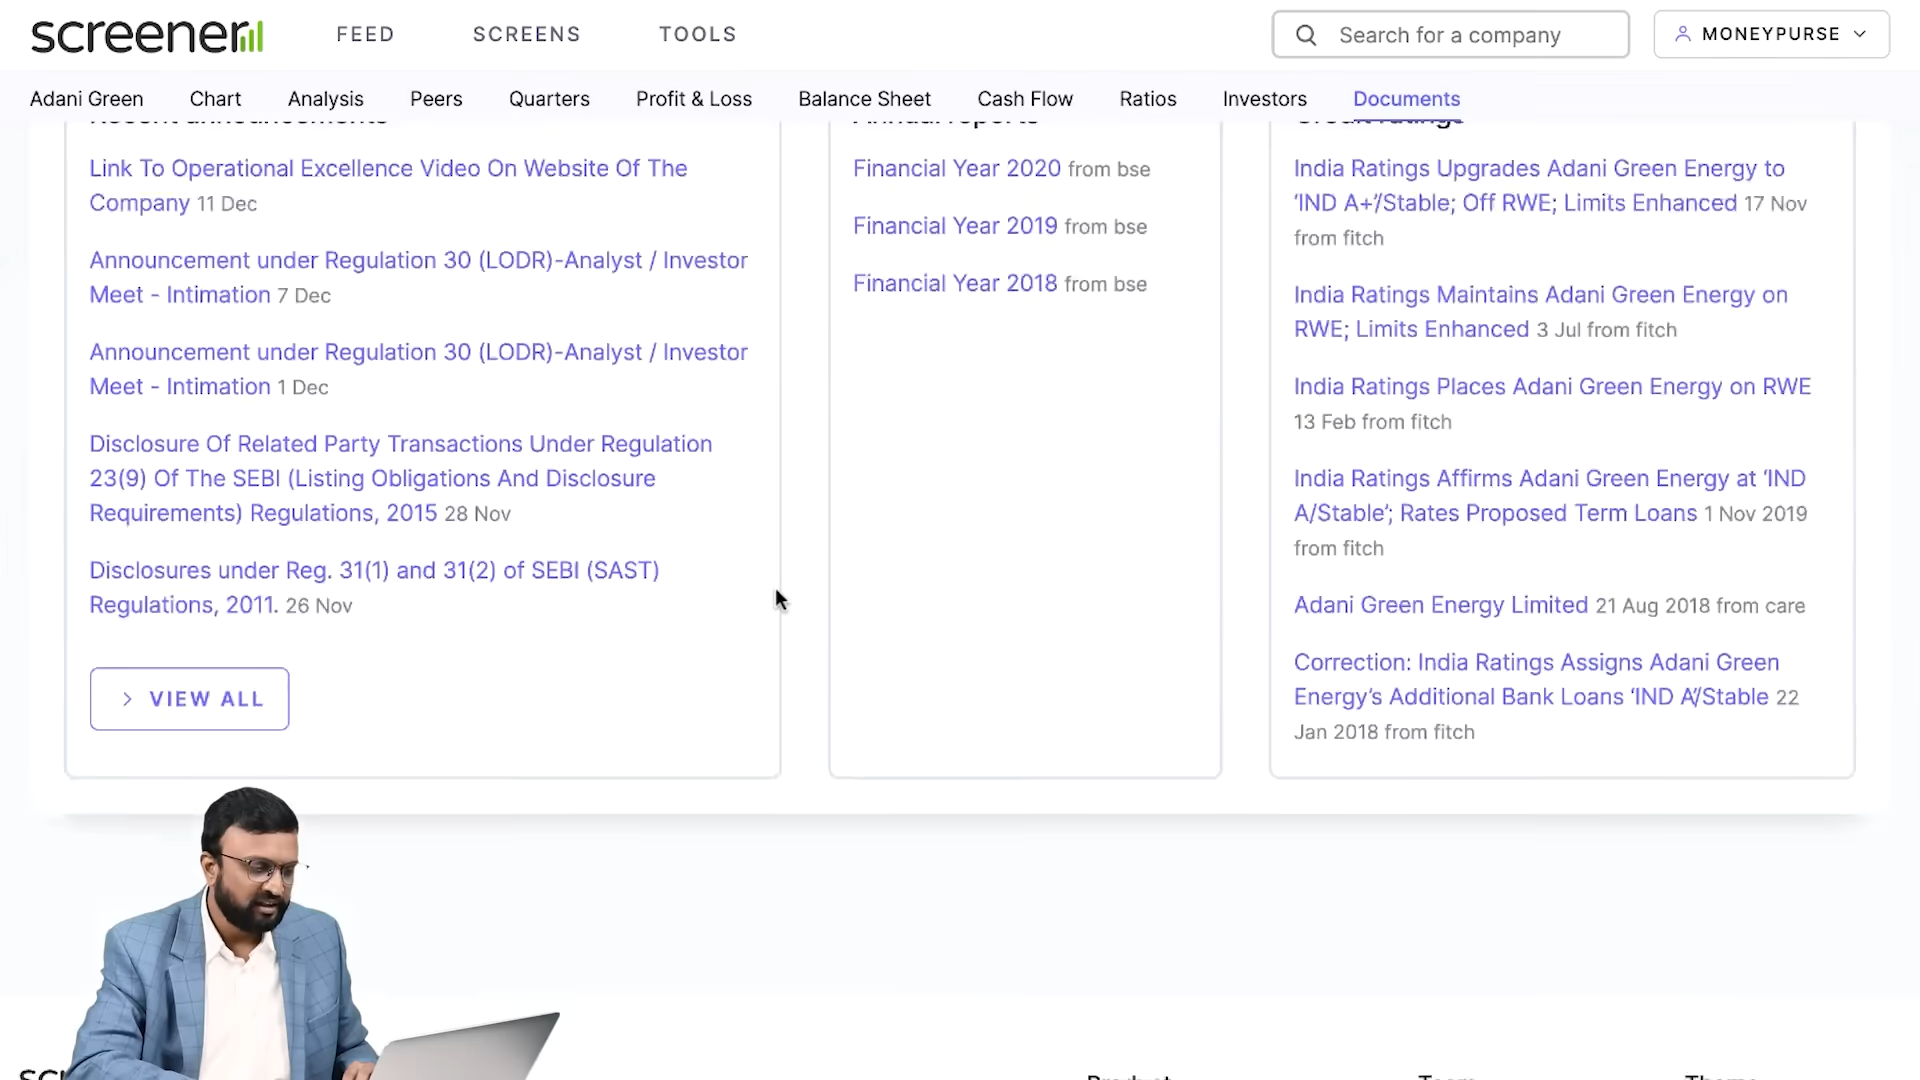 screener
FEED
SCREENS
TOOLS
Search for a company
MONEYPURSE
Adani Green
Chart
Analysis
Peers
Quarters
Profit & Loss
Balance Sheet
Cash Flow
Ratios
Investors
Documents
Recent announcements
Link To Operational Excellence Video On Website Of The
Company 11 Dec
Announcement under Regulation 30 (LODR)-Analyst / Investor
Meet - Intimation 7 Dec
Announcement under Regulation 30 (LODR)-Analyst / Investor
Meet - Intimation 1 Dec
Disclosure Of Related Party Transactions Under Regulation
23(9) Of The SEBI (Listing Obligations And Disclosure
Requirements) Regulations, 2015 28 Nov
Disclosures under Reg. 31(1) and 31(2) of SEBI (SAST)
Regulations, 2011. 26 Nov
VIEW ALL
Annual reports
Financial Year 2020 from bse
Financial Year 2019 from bse
Financial Year 2018 from bse
Credit ratings
India Ratings Upgrades Adani Green Energy to
‘IND A+’/Stable; Off RWE; Limits Enhanced 17 Nov
from fitch
India Ratings Maintains Adani Green Energy on
RWE; Limits Enhanced 3 Jul from fitch
India Ratings Places Adani Green Energy on RWE
13 Feb from fitch
India Ratings Affirms Adani Green Energy at ‘IND
A/Stable’; Rates Proposed Term Loans 1 Nov 2019
from fitch
Adani Green Energy Limited 21 Aug 2018 from care
Correction: India Ratings Assigns Adani Green
Energy’s Additional Bank Loans ‘IND A’/Stable 22
Jan 2018 from fitch
Product
Team
Theme